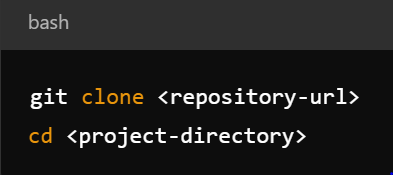 bash
git clone <repository-url>
cd <project-directory>